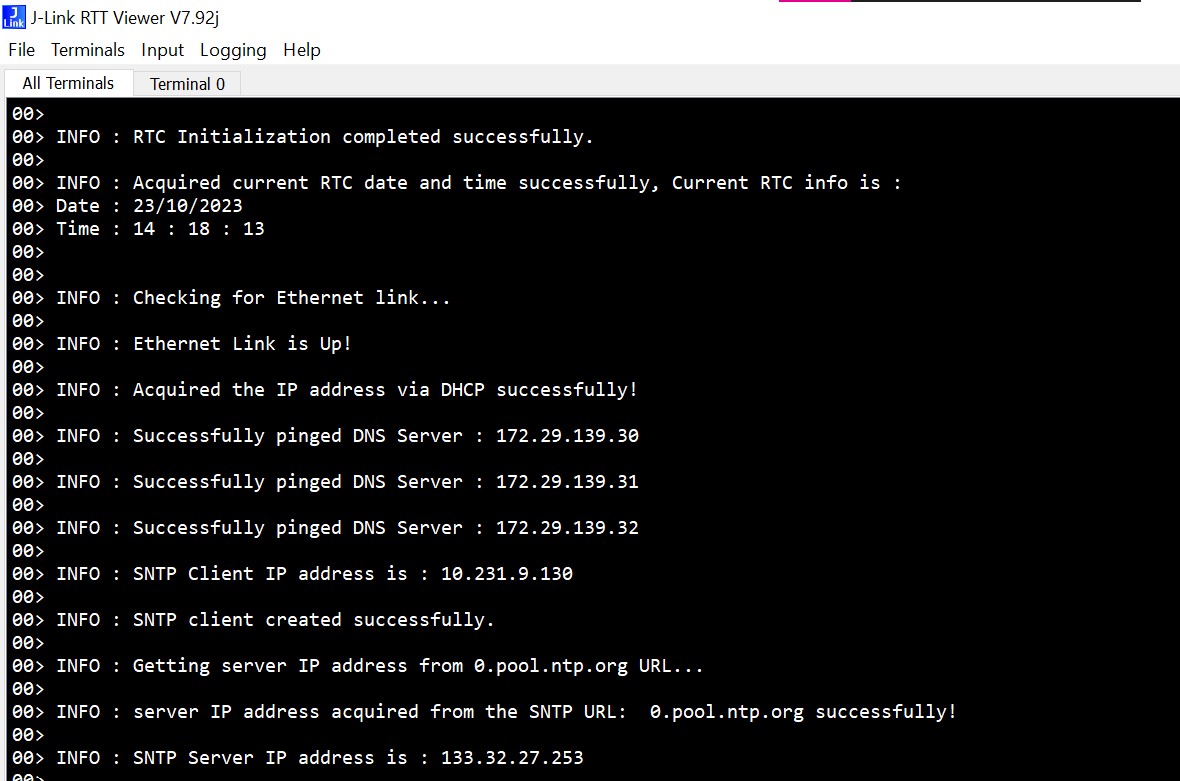 J-Link RTT Viewer V7.92j
File Terminals Input Logging Help
All Terminals Terminal 0
00>
00> INFO : RTC Initialization completed successfully.
00>
00> INFO : Acquired current RTC date and time successfully, Current RTC info is :
00> Date : 23/10/2023
00> Time : 14 : 18 : 13
00>
00>
00> INFO : Checking for Ethernet link...
00>
00> INFO : Ethernet Link is Up!
00>
00> INFO : Acquired the IP address via DHCP successfully!
00>
00> INFO : Successfully pinged DNS Server : 172.29.139.30
00>
00> INFO : Successfully pinged DNS Server : 172.29.139.31
00>
00> INFO : Successfully pinged DNS Server : 172.29.139.32
00>
00> INFO : SNTP Client IP address is : 10.231.9.130
00>
00> INFO : SNTP client created successfully.
00>
00> INFO : Getting server IP address from 0.pool.ntp.org URL...
00>
00> INFO : server IP address acquired from the SNTP URL:  0.pool.ntp.org successfully!
00>
00> INFO : SNTP Server IP address is : 133.32.27.253
00>